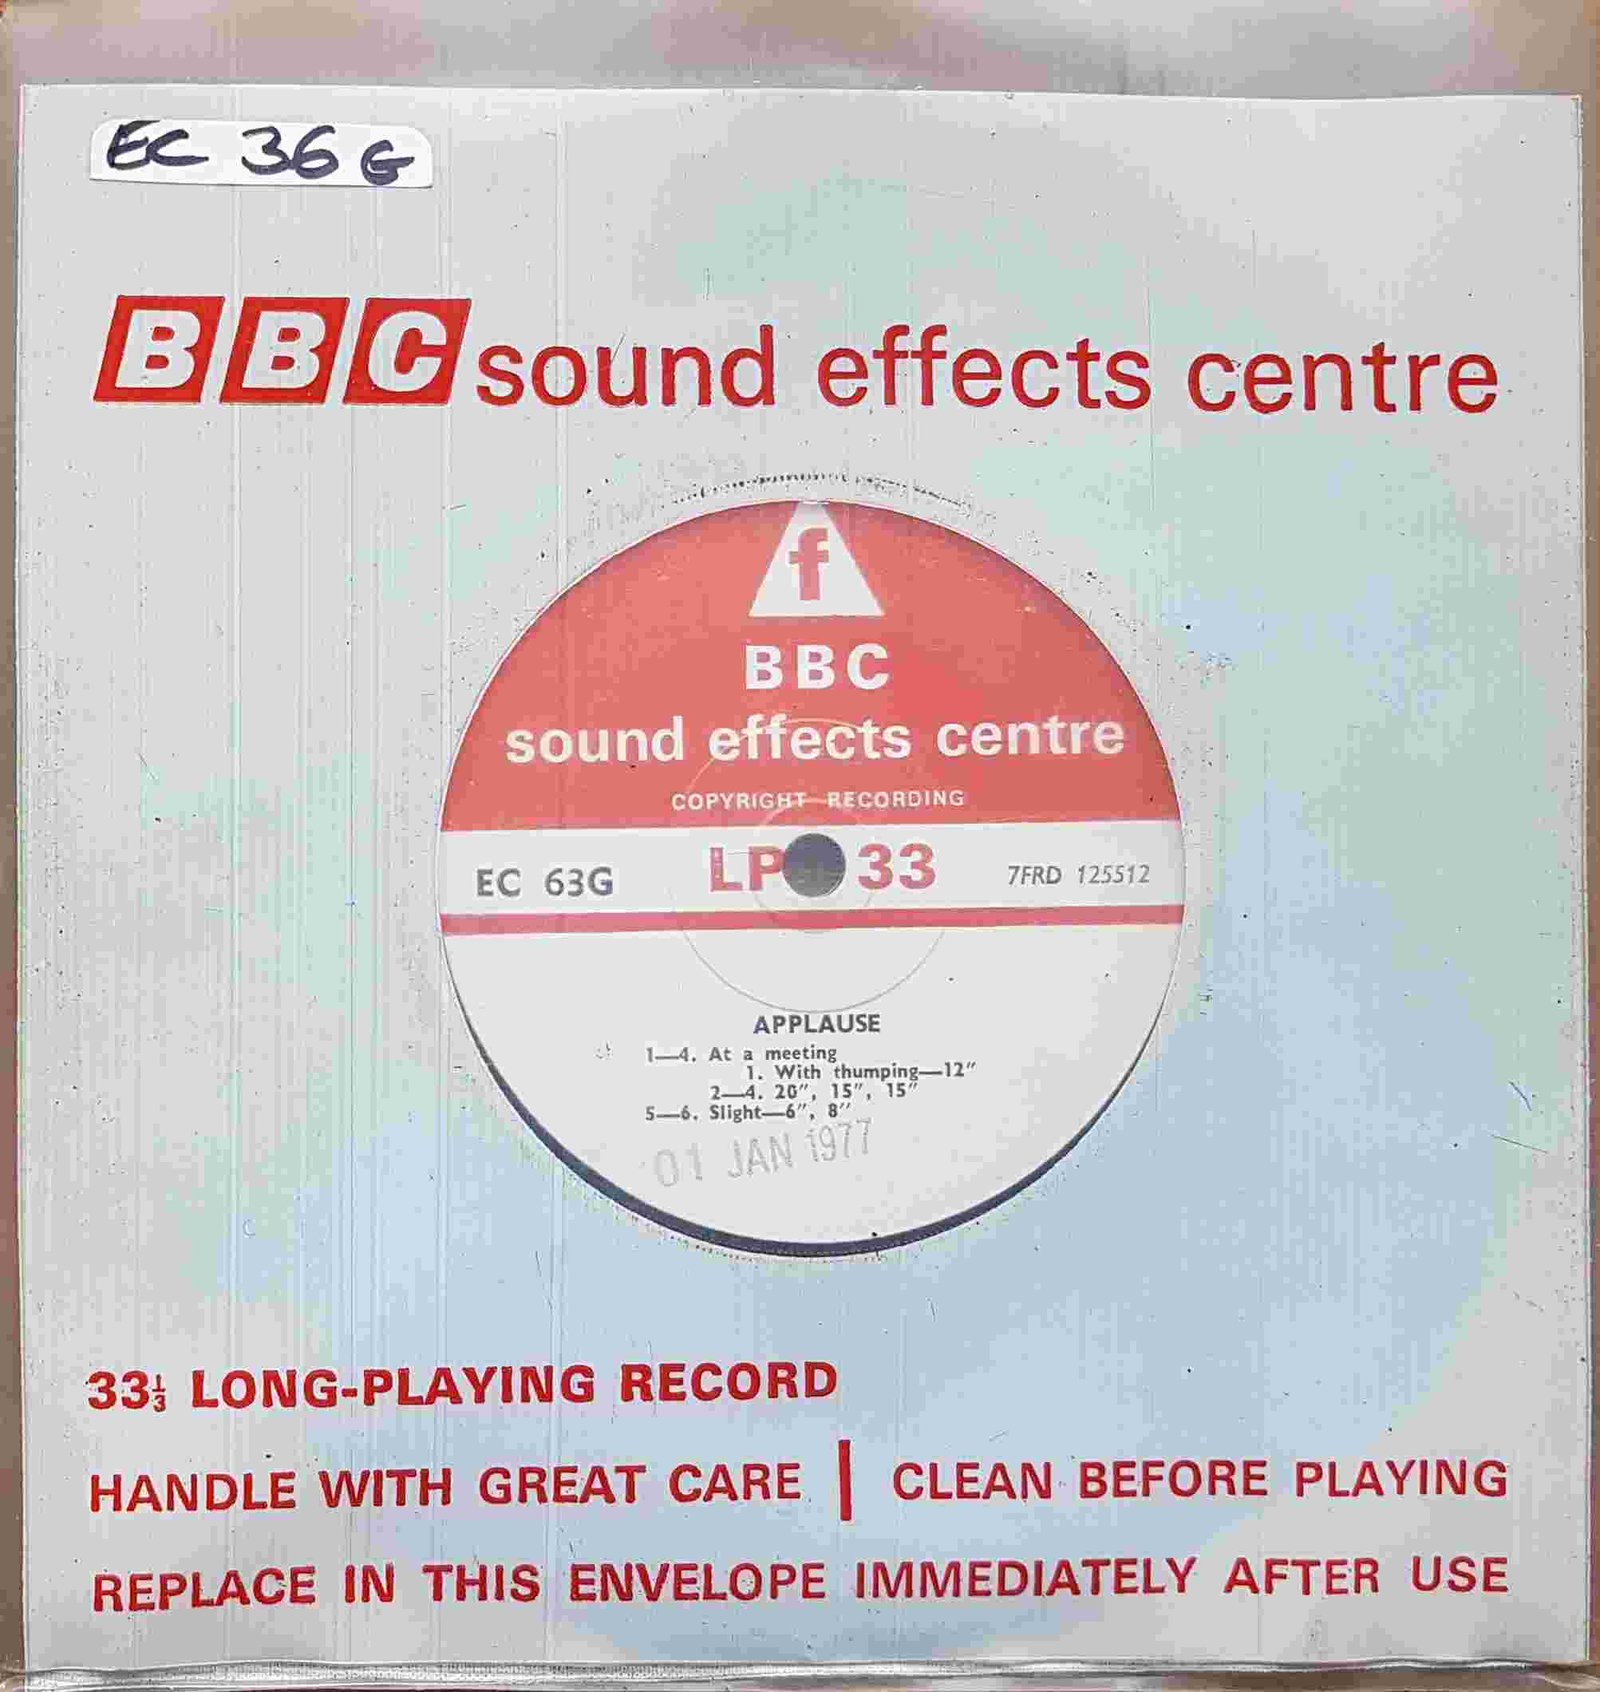 EC 36 G
BBC sound effects centre
f
BBC
sound effects centre
COPYRIGHT RECORDING
EC 63G LP 33 7FRD 125512
APPLAUSE
1—4. At a meeting
1. With thumping—12"
2—4. 20", 15", 15"
5—6. Slight—6", 8"
01 JAN 1977
33⅓ LONG-PLAYING RECORD
HANDLE WITH GREAT CARE | CLEAN BEFORE PLAYING
REPLACE IN THIS ENVELOPE IMMEDIATELY AFTER USE